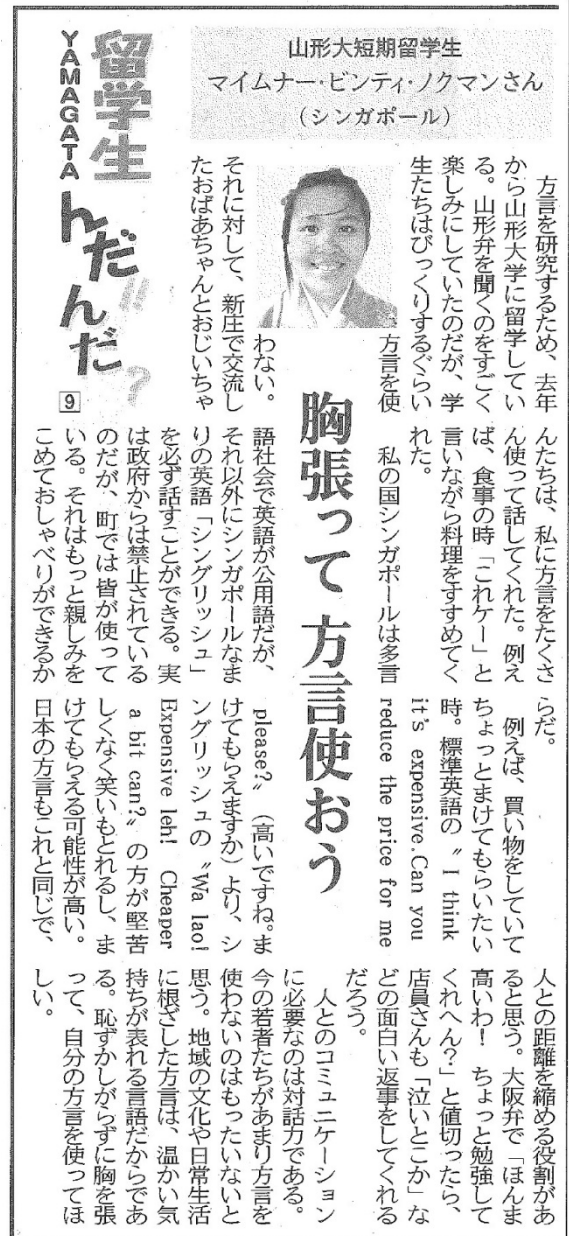 山形大短期留学生
マイムナー・ビンティ・ノクマンさん
(シンガポール)
留学生
YAMAGATA
んだんだ!!?
9
胸張って 方言使おう
方言を研究するため、去年
から山形大学に留学してい
る。山形弁を聞くのをすごく
楽しみにしていたのだが、学
生たちはびっくりするぐらい
方言を使
わない。
それに対して、新庄で交流し
たおばあちゃんとおじいちゃ
んたちは、私に方言をたくさ
ん使って話してくれた。例え
ば、食事の時「これケー」と
言いながら料理をすすめてく
れた。
私の国シンガポールは多言
語社会で英語が公用語だが、
それ以外にシンガポールなま
りの英語「シングリッシュ」
を必ず話すことができる。実
は政府からは禁止されている
のだが、町では皆が使って
いる。それはもっと親しみを
こめておしゃべりができるか
らだ。
例えば、買い物をしていて
ちょっとまけてもらいたい
時。標準英語の〝I think
it's expensive.Can you
reduce the price for me
please?〟(高いですね。ま
けてもらえますか)より、シ
ングリッシュの〝Wa lao!
Expensive leh! Cheaper
a bit can?〟の方が堅苦
しくなく笑いもとれるし、ま
けてもらえる可能性が高い。
日本の方言もこれと同じで、
人との距離を縮める役割があ
ると思う。大阪弁で「ほんま
高いわ! ちょっと勉強して
くれへん?」と値切ったら、
店員さんも「泣いとこか」な
どの面白い返事をしてくれる
だろう。
人とのコミュニケーション
に必要なのは対話力である。
今の若者たちがあまり方言を
使わないのはもったいないと
思う。地域の文化や日常生活
に根ざした方言は、温かい気
持ちが表れる言語だからであ
る。恥ずかしがらずに胸を張
って、自分の方言を使ってほ
しい。